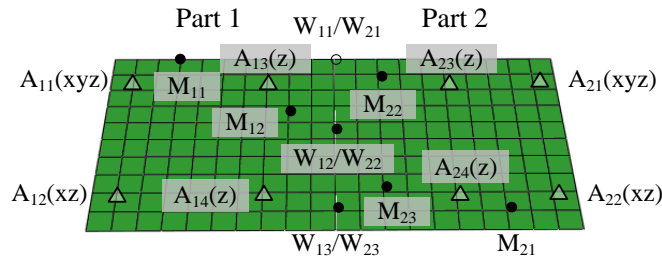 Part 1 W₁₁/W₂₁ Part 2
A₁₁(xyz) A₁₃(z) A₂₃(z) A₂₁(xyz)
M₁₁ M₂₂
M₁₂
W₁₂/W₂₂
A₂₄(z)
A₁₂(xz) A₁₄(z) A₂₂(xz)
M₂₃
W₁₃/W₂₃ M₂₁